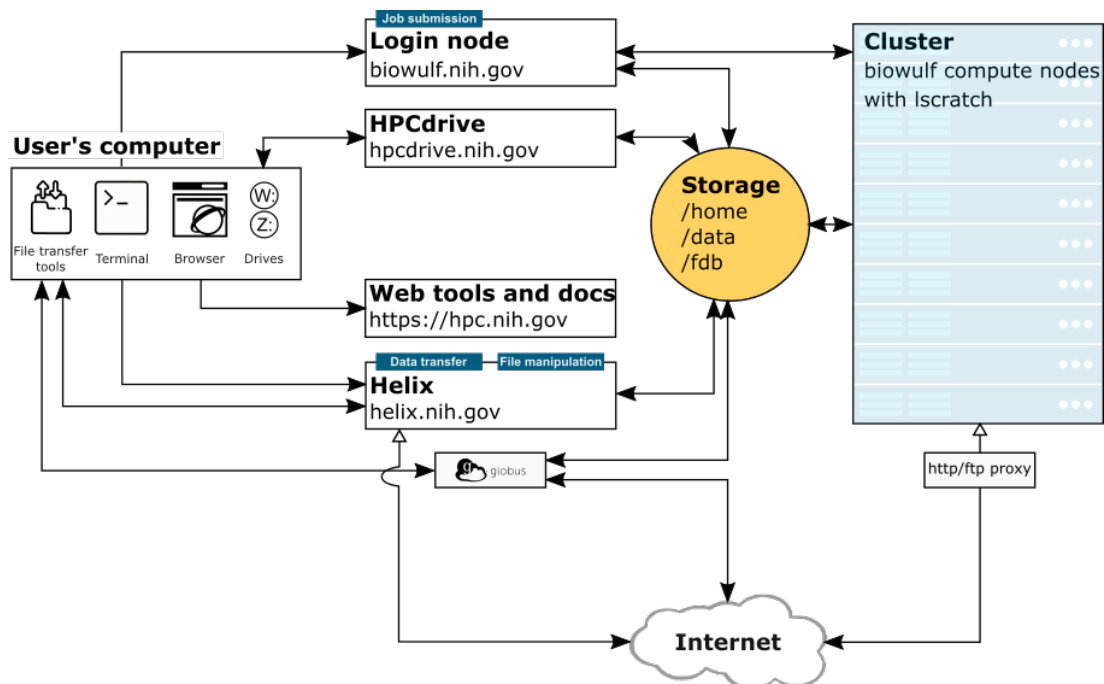 Job submission
Login node
biowulf.nih.gov
Cluster
biowulf compute nodes
with lscratch
HPCdrive
hpcdrive.nih.gov
User's computer
>_
W:
Z:
File transfer
tools
Terminal
Browser
Drives
Storage
/home
/data
/fdb
Web tools and docs
https://hpc.nih.gov
Data transfer
File manipulation
Helix
helix.nih.gov
g
globus
http/ftp proxy
Internet